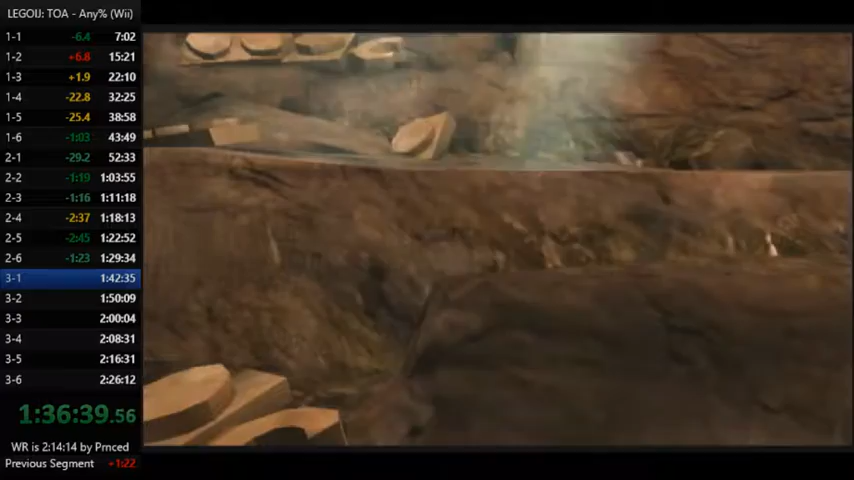 LEGOIJ: TOA - Any% (Wii)
1-1 -6.4 7:02
1-2 +6.8 15:21
1-3 +1.9 22:10
1-4 -22.8 32:25
1-5 -25.4 38:58
1-6 -1:03 43:49
2-1 -29.2 52:33
2-2 -1:19 1:03:55
2-3 -1:16 1:11:18
2-4 -2:37 1:18:13
2-5 -2:45 1:22:52
2-6 -1:23 1:29:34
3-1 1:42:35
3-2 1:50:09
3-3 2:00:04
3-4 2:08:31
3-5 2:16:31
3-6 2:26:12
1:36:39.56
WR is 2:14:14 by Prnced
Previous Segment +1:22